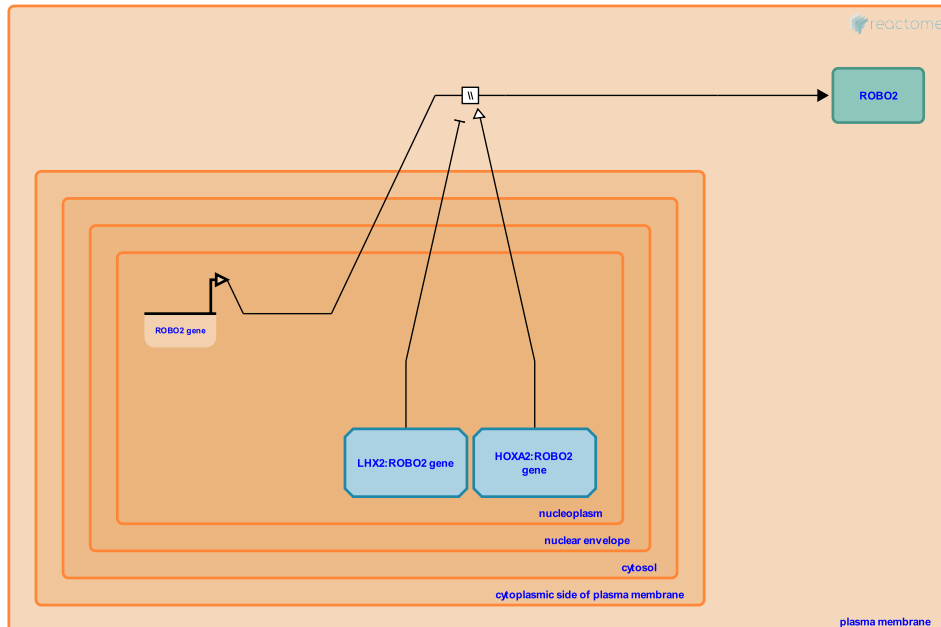 reactome
ROBO2
\\
ROBO2 gene
LHX2:ROBO2 gene
HOXA2:ROBO2
gene
nucleoplasm
nuclear envelope
cytosol
cytoplasmic side of plasma membrane
plasma membrane